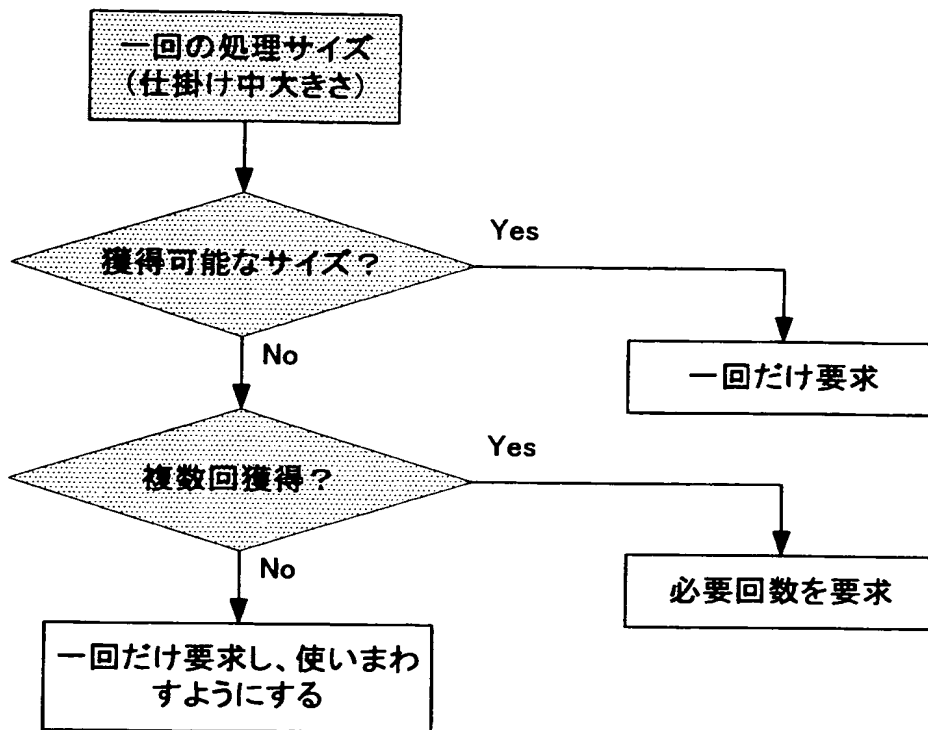 一回の処理サイズ
(仕掛け中大きさ)
獲得可能なサイズ?
Yes
No
一回だけ要求
複数回獲得?
Yes
No
必要回数を要求
一回だけ要求し、使いまわ
すようにする